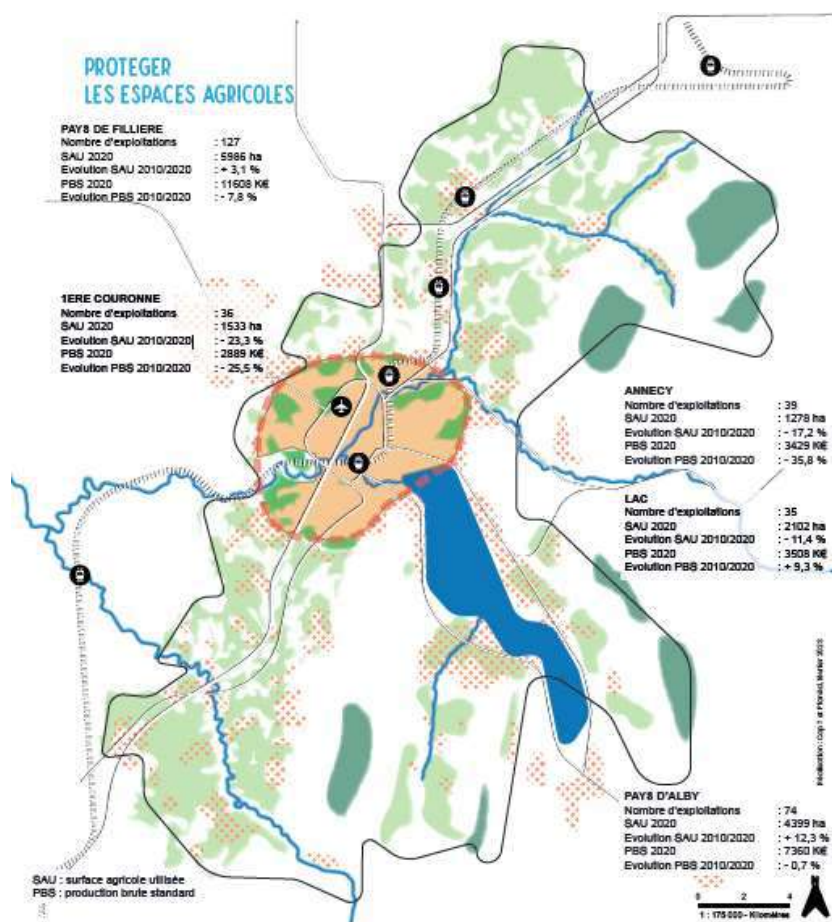 PROTEGER
LES ESPACES AGRICOLES
PAYS DE FILLIERE
Nombre d'exploitations : 127
SAU 2020 : 5986 ha
Evolution SAU 2010/2020 : + 3,1 %
PBS 2020 : 11608 K€
Evolution PBS 2010/2020 : - 7,8 %
1ERE COURONNE
Nombre d'exploitations : 36
SAU 2020 : 1533 ha
Evolution SAU 2010/2020 : - 23,3 %
PBS 2020 : 2889 K€
Evolution PBS 2010/2020 : - 25,5 %
ANNECY
Nombre d'exploitations : 39
SAU 2020 : 1278 ha
Evolution SAU 2010/2020 : - 17,2 %
PBS 2020 : 3429 K€
Evolution PBS 2010/2020 : - 35,8 %
LAC
Nombre d'exploitations : 35
SAU 2020 : 2102 ha
Evolution SAU 2010/2020 : - 11,4 %
PBS 2020 : 3508 K€
Evolution PBS 2010/2020 : + 9,3 %
PAYS D'ALBY
Nombre d'exploitations : 74
SAU 2020 : 4399 ha
Evolution SAU 2010/2020 : + 12,3 %
PBS 2020 : 7360 K€
Evolution PBS 2010/2020 : - 0,7 %
SAU : surface agricole utilisée
PBS : production brute standard
N
0 2 4
1 : 175 000 - Kilomètres